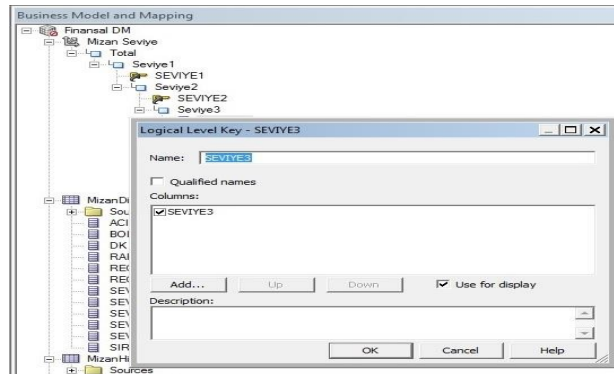 Business Model and Mapping
Finansal DM
Mizan Seviye
Total
Seviye1
SEVIYE1
Seviye2
SEVIYE2
Seviye3
Logical Level Key - SEVIYE3
Name: SEVIYE3
Qualified names
Columns:
SEVIYE3
Add... Up Down Use for display
Description:
OK Cancel Help
MizanDi
Sou
ACI
BOI
DK
RAI
REC
REC
SEV
SEV
SEV
SEV
SEV
SIR
MizanHi
Sources